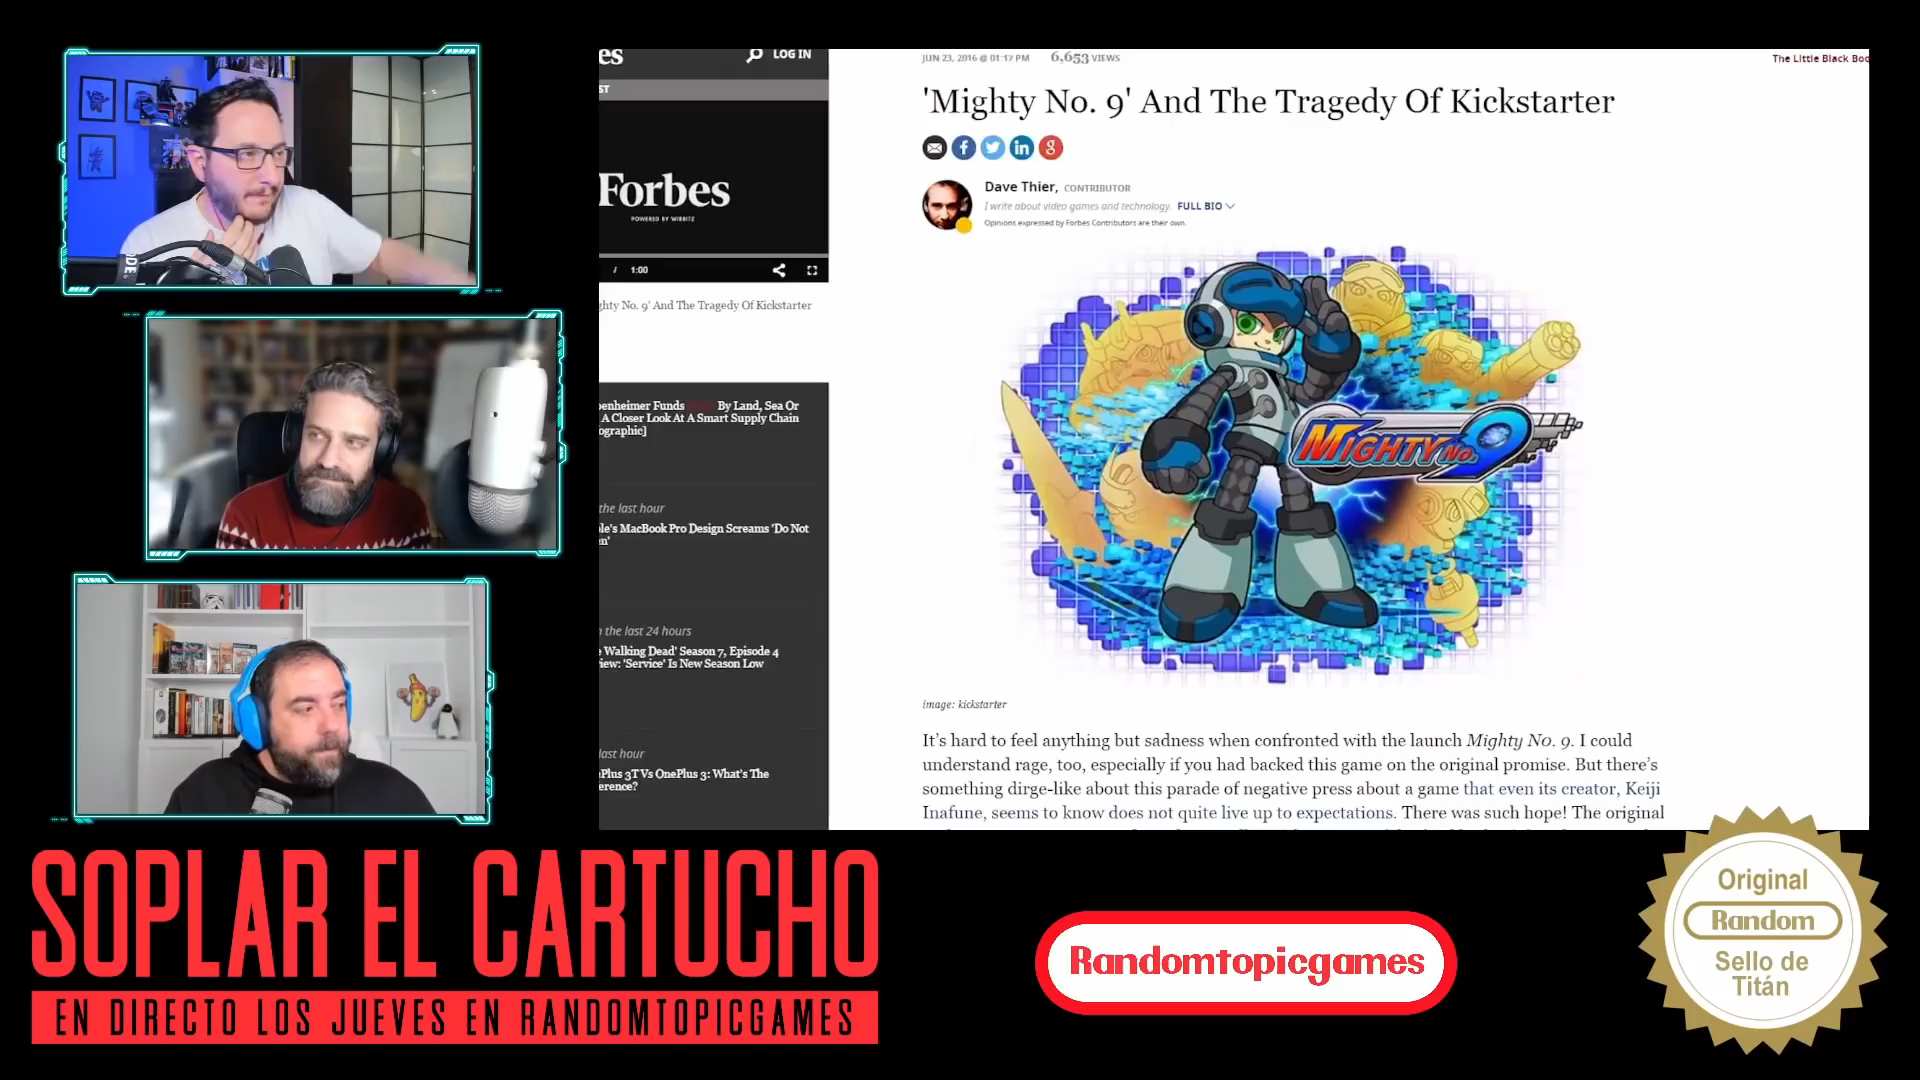 LOG IN
Forbes
POWERED BY WIBBITZ
/ 1:00
ghty No. 9' And The Tragedy Of Kickstarter
enheimer Funds By Land, Sea Or
A Closer Look At A Smart Supply Chain
ographic]
the last hour
le's MacBook Pro Design Screams 'Do Not
en'
n the last 24 hours
e Walking Dead' Season 7, Episode 4
iew: 'Service' Is New Season Low
last hour
ePlus 3T Vs OnePlus 3: What's The
erence?
JUN 23, 2016 @ 01:17 PM 6,653 VIEWS
The Little Black Boo
'Mighty No. 9' And The Tragedy Of Kickstarter
Dave Thier, CONTRIBUTOR
I write about video games and technology. FULL BIO
Opinions expressed by Forbes Contributors are their own.
MIGHTY No. 9
image: kickstarter
It's hard to feel anything but sadness when confronted with the launch Mighty No. 9. I could
understand rage, too, especially if you had backed this game on the original promise. But there's
something dirge-like about this parade of negative press about a game that even its creator, Keiji
Inafune, seems to know does not quite live up to expectations. There was such hope! The original
SOPLAR EL CARTUCHO
EN DIRECTO LOS JUEVES EN RANDOMTOPICGAMES
Randomtopicgames
Original
Random
Sello de
Titán